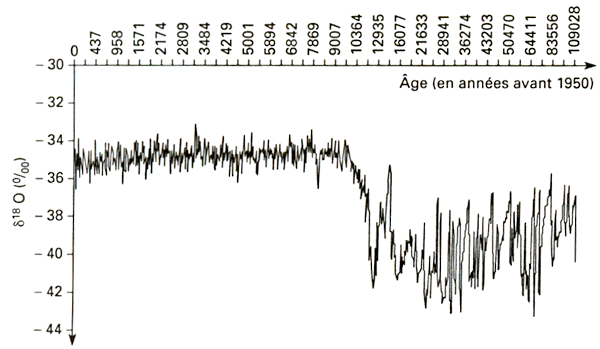 0 437 958 1571 2174 2809 3484 4219 5001 5894 6842 7869 9007 10364 12935 16077 21633 28941 36274 43203 50470 64411 83556 109028
Âge (en années avant 1950)
– 30
– 32
– 34
– 36
– 38
– 40
– 42
– 44
δ¹⁸ O (⁰/₀₀)